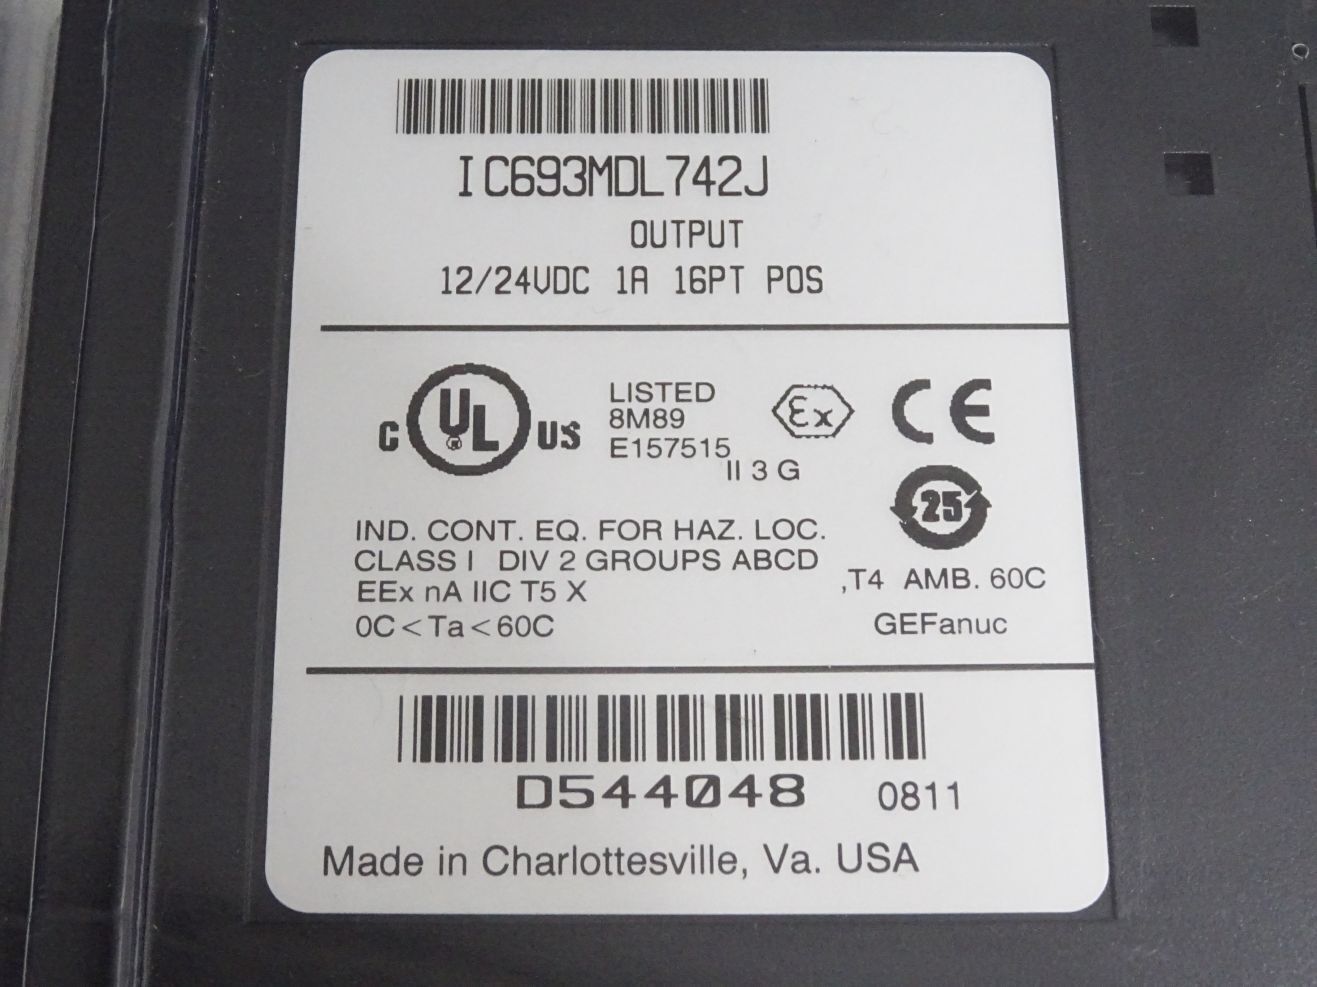 IC693MDL742J
OUTPUT
12/24VDC 1A 16PT POS
C UL US
LISTED
8M89
E157515
Ex
II 3 G
CE
25
IND. CONT. EQ. FOR HAZ. LOC.
CLASS I DIV 2 GROUPS ABCD
,T4 AMB. 60C
EEx nA IIC T5 X
0C<Ta<60C
GEFanuc
D544048 0811
Made in Charlottesville, Va. USA